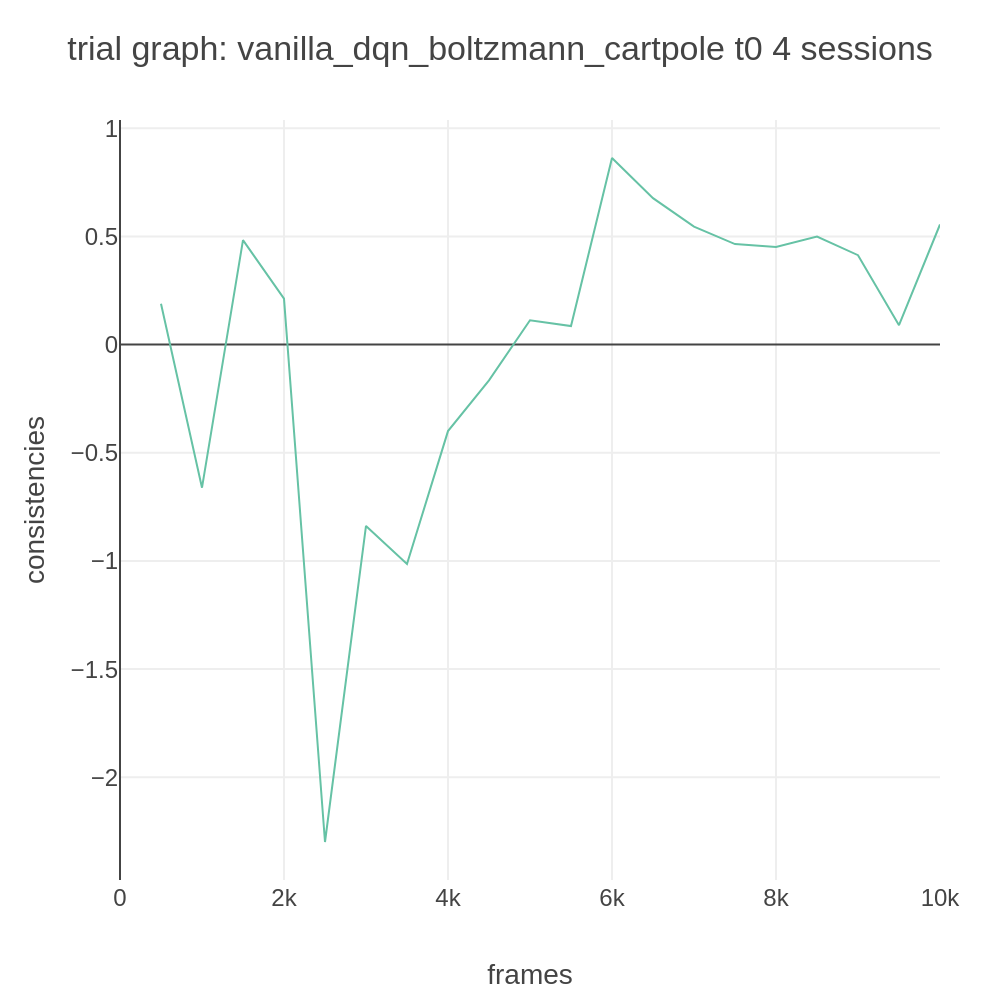 trial graph: vanilla_dqn_boltzmann_cartpole t0 4 sessions
1
0.5
0
−0.5
−1
−1.5
−2
consistencies
0 2k 4k 6k 8k 10k
frames